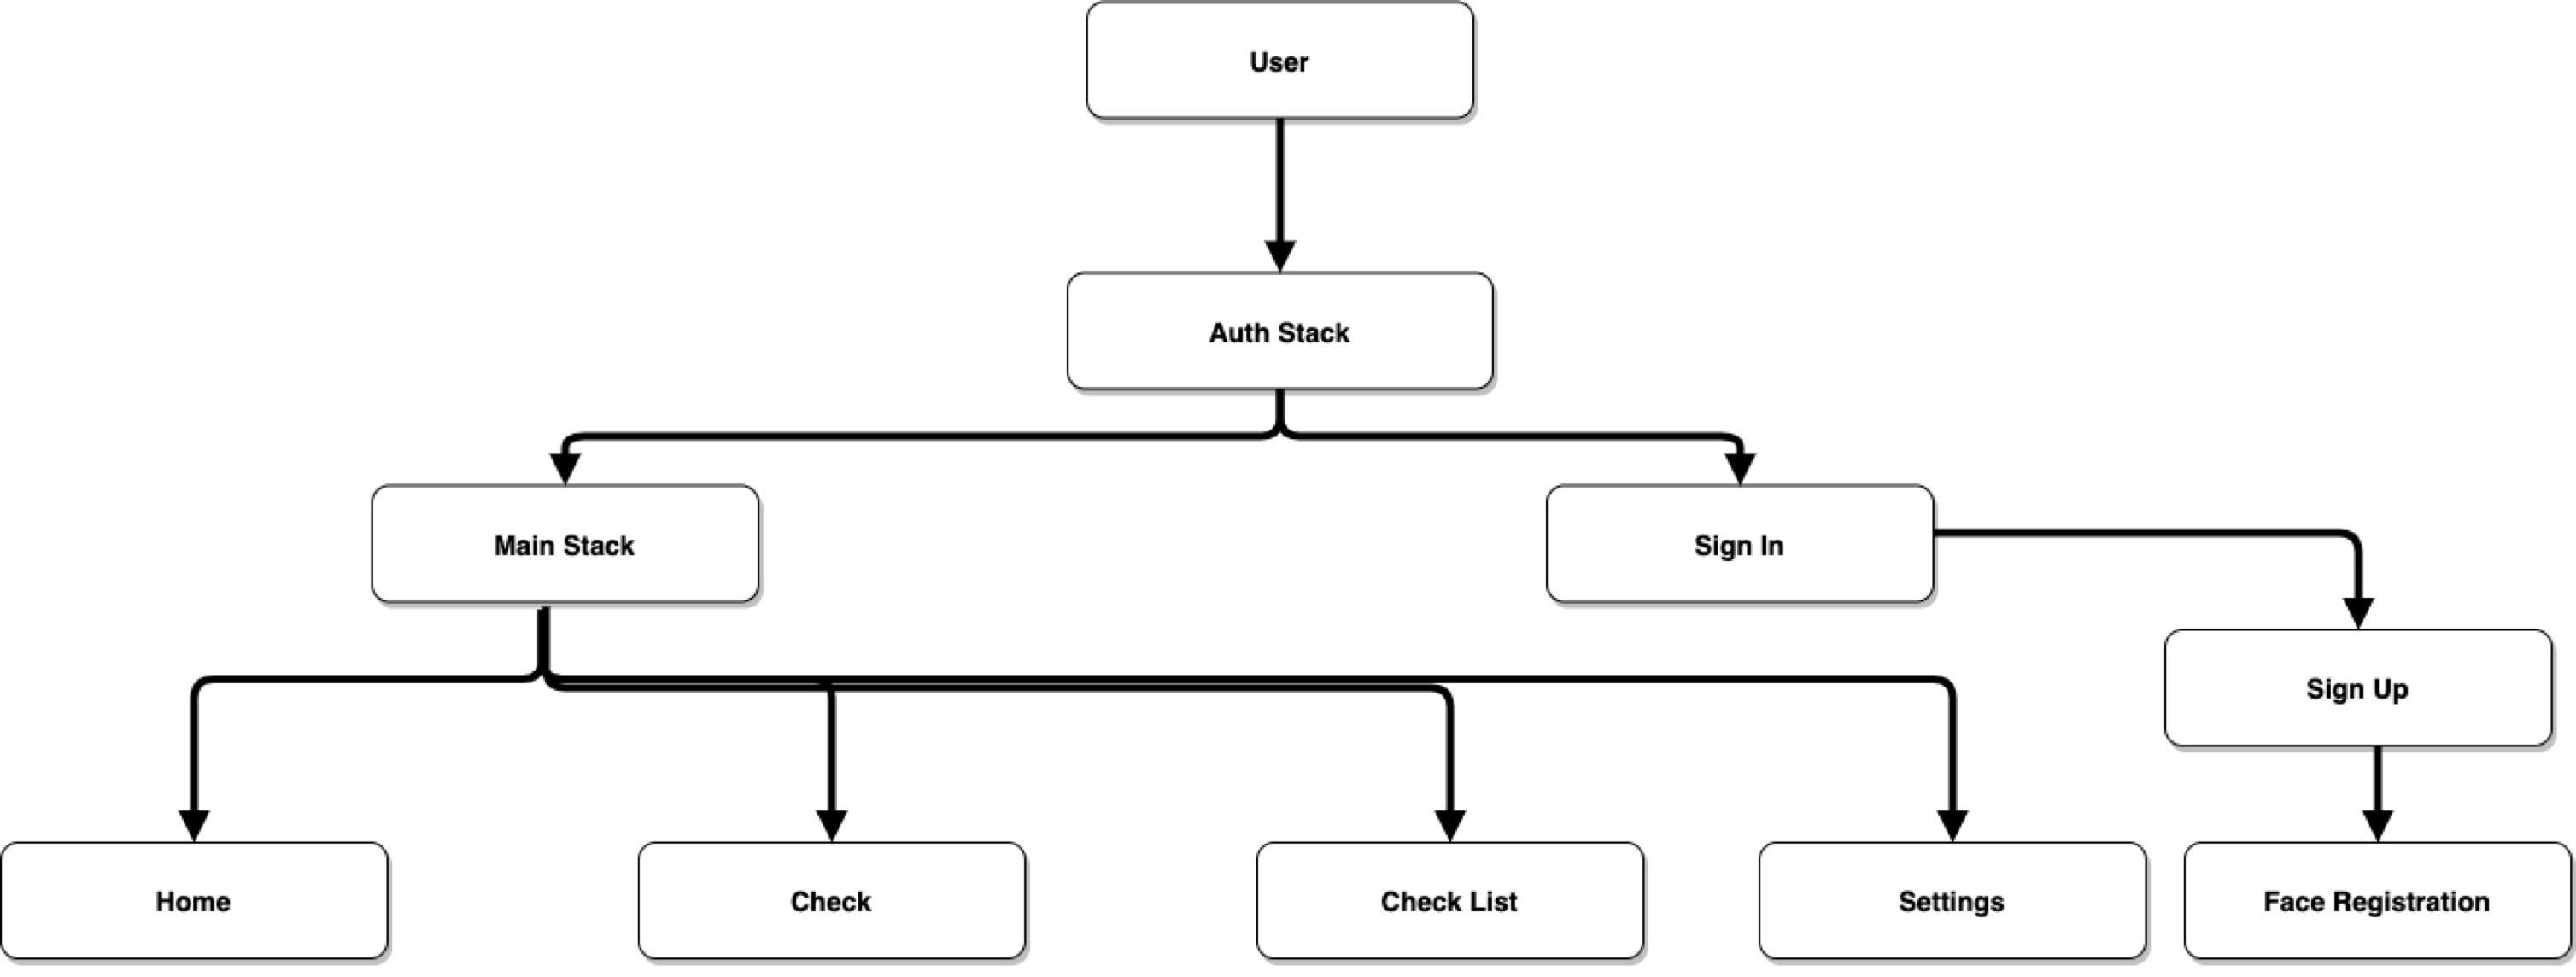 User
Auth Stack
Main Stack
Sign In
Sign Up
Home
Check
Check List
Settings
Face Registration